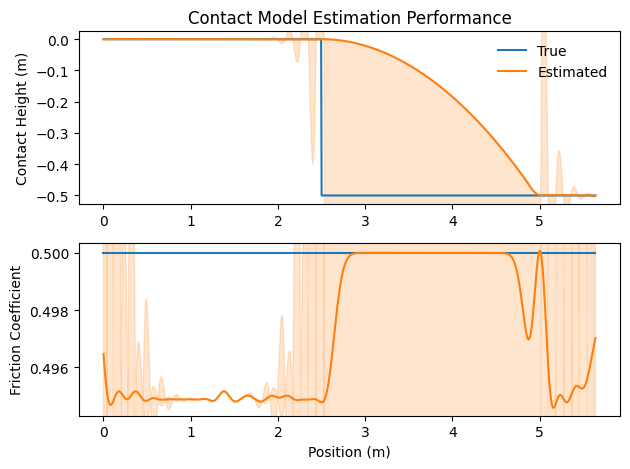 Contact Model Estimation Performance
Contact Height (m)
0.0
−0.1
−0.2
−0.3
−0.4
−0.5
True
Estimated
0 1 2 3 4 5
Friction Coefficient
0.500
0.498
0.496
0 1 2 3 4 5
Position (m)